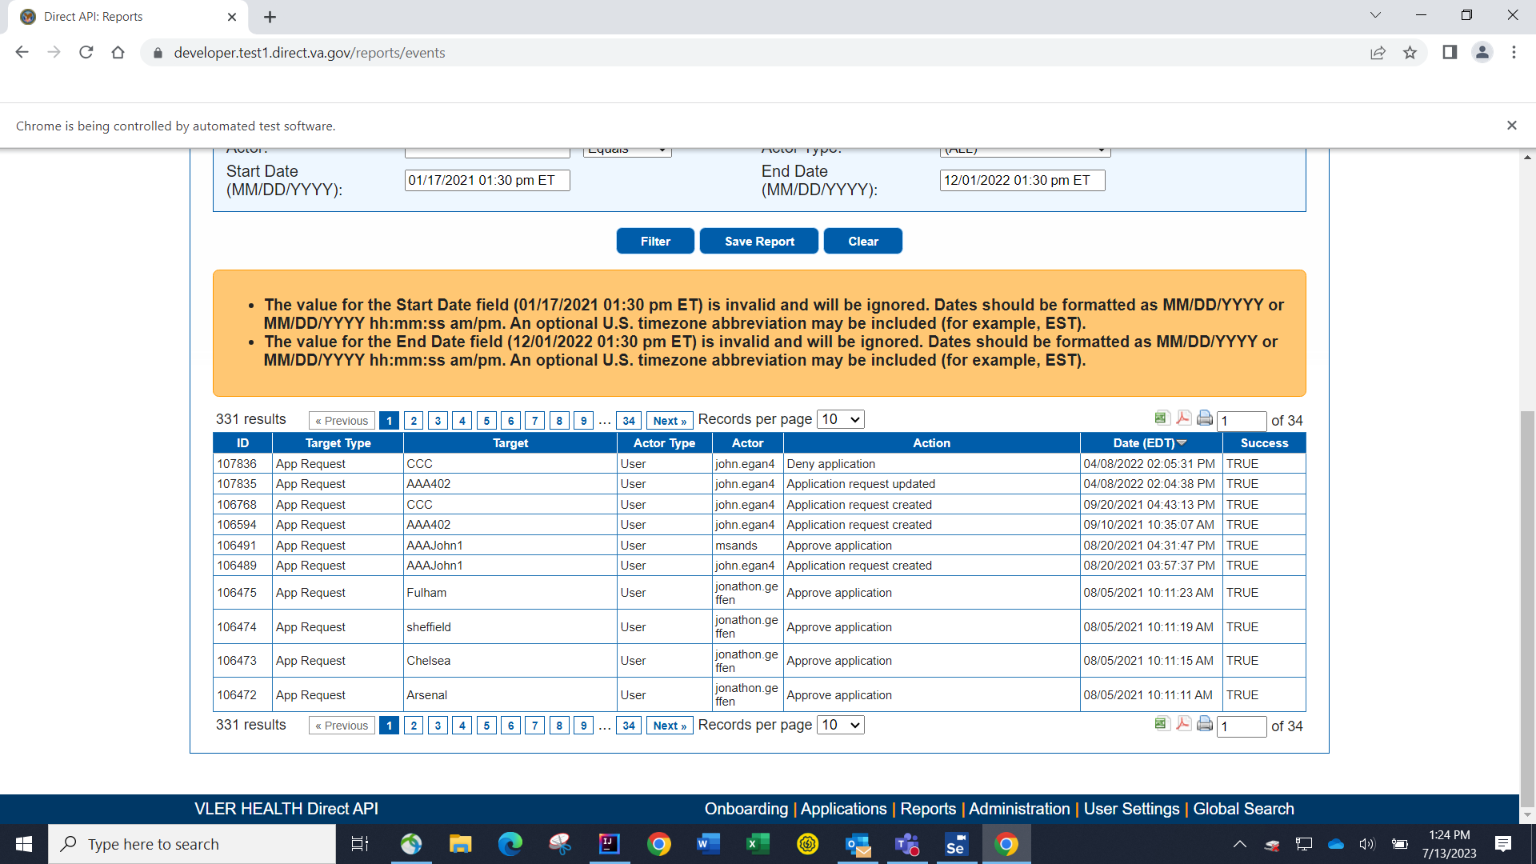 Direct API: Reports
developer.test1.direct.va.gov/reports/events
Chrome is being controlled by automated test software.
Actor: Equals Actor Type: (ALL)
Start Date
(MM/DD/YYYY): 01/17/2021 01:30 pm ET
End Date
(MM/DD/YYYY): 12/01/2022 01:30 pm ET
Filter Save Report Clear
• The value for the Start Date field (01/17/2021 01:30 pm ET) is invalid and will be ignored. Dates should be formatted as MM/DD/YYYY or
MM/DD/YYYY hh:mm:ss am/pm. An optional U.S. timezone abbreviation may be included (for example, EST).
• The value for the End Date field (12/01/2022 01:30 pm ET) is invalid and will be ignored. Dates should be formatted as MM/DD/YYYY or
MM/DD/YYYY hh:mm:ss am/pm. An optional U.S. timezone abbreviation may be included (for example, EST).
331 results « Previous 1 2 3 4 5 6 7 8 9 ... 34 Next » Records per page 10 1 of 34
ID Target Type Target Actor Type Actor Action Date (EDT) Success
107836 App Request CCC User john.egan4 Deny application 04/08/2022 02:05:31 PM TRUE
107835 App Request AAA402 User john.egan4 Application request updated 04/08/2022 02:04:38 PM TRUE
106768 App Request CCC User john.egan4 Application request created 09/20/2021 04:43:13 PM TRUE
106594 App Request AAA402 User john.egan4 Application request created 09/10/2021 10:35:07 AM TRUE
106491 App Request AAAJohn1 User msands Approve application 08/20/2021 04:31:47 PM TRUE
106489 App Request AAAJohn1 User john.egan4 Application request created 08/20/2021 03:57:37 PM TRUE
106475 App Request Fulham User jonathon.ge
ffen Approve application 08/05/2021 10:11:23 AM TRUE
106474 App Request sheffield User jonathon.ge
ffen Approve application 08/05/2021 10:11:19 AM TRUE
106473 App Request Chelsea User jonathon.ge
ffen Approve application 08/05/2021 10:11:15 AM TRUE
106472 App Request Arsenal User jonathon.ge
ffen Approve application 08/05/2021 10:11:11 AM TRUE
331 results « Previous 1 2 3 4 5 6 7 8 9 ... 34 Next » Records per page 10 1 of 34
VLER HEALTH Direct API Onboarding | Applications | Reports | Administration | User Settings | Global Search
Type here to search
1:24 PM
7/13/2023